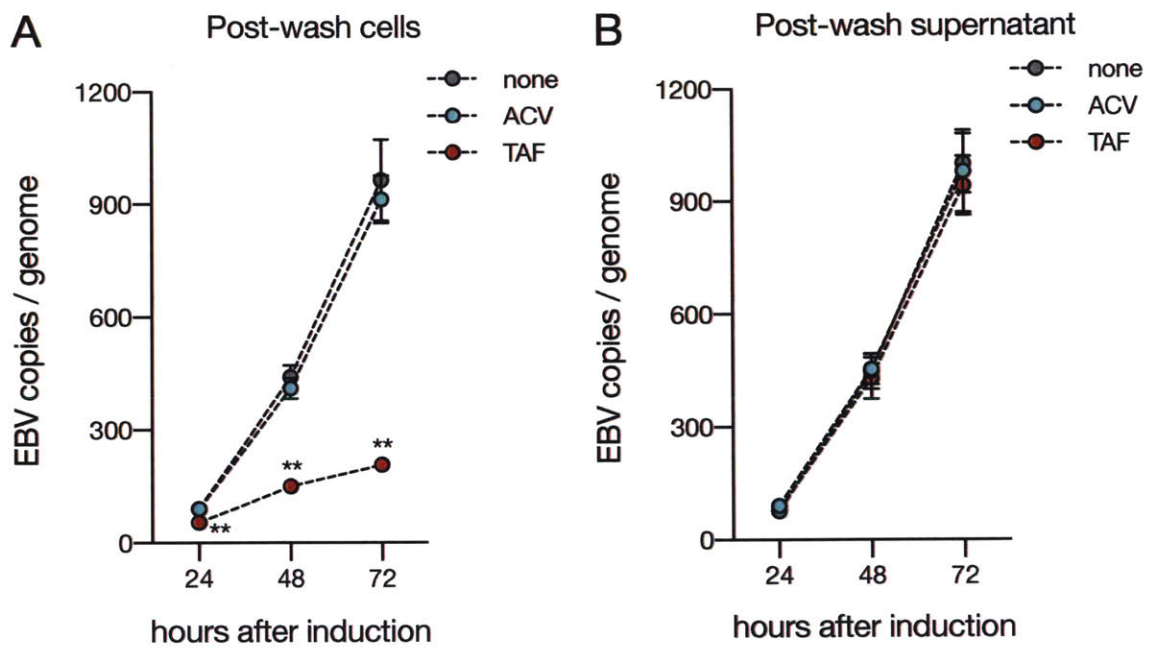 A
Post-wash cells
none
ACV
TAF
1200
900
600
300
0
EBV copies / genome
**
**
**
24 48 72
hours after induction
B
Post-wash supernatant
none
ACV
TAF
1200
900
600
300
0
EBV copies / genome
24 48 72
hours after induction